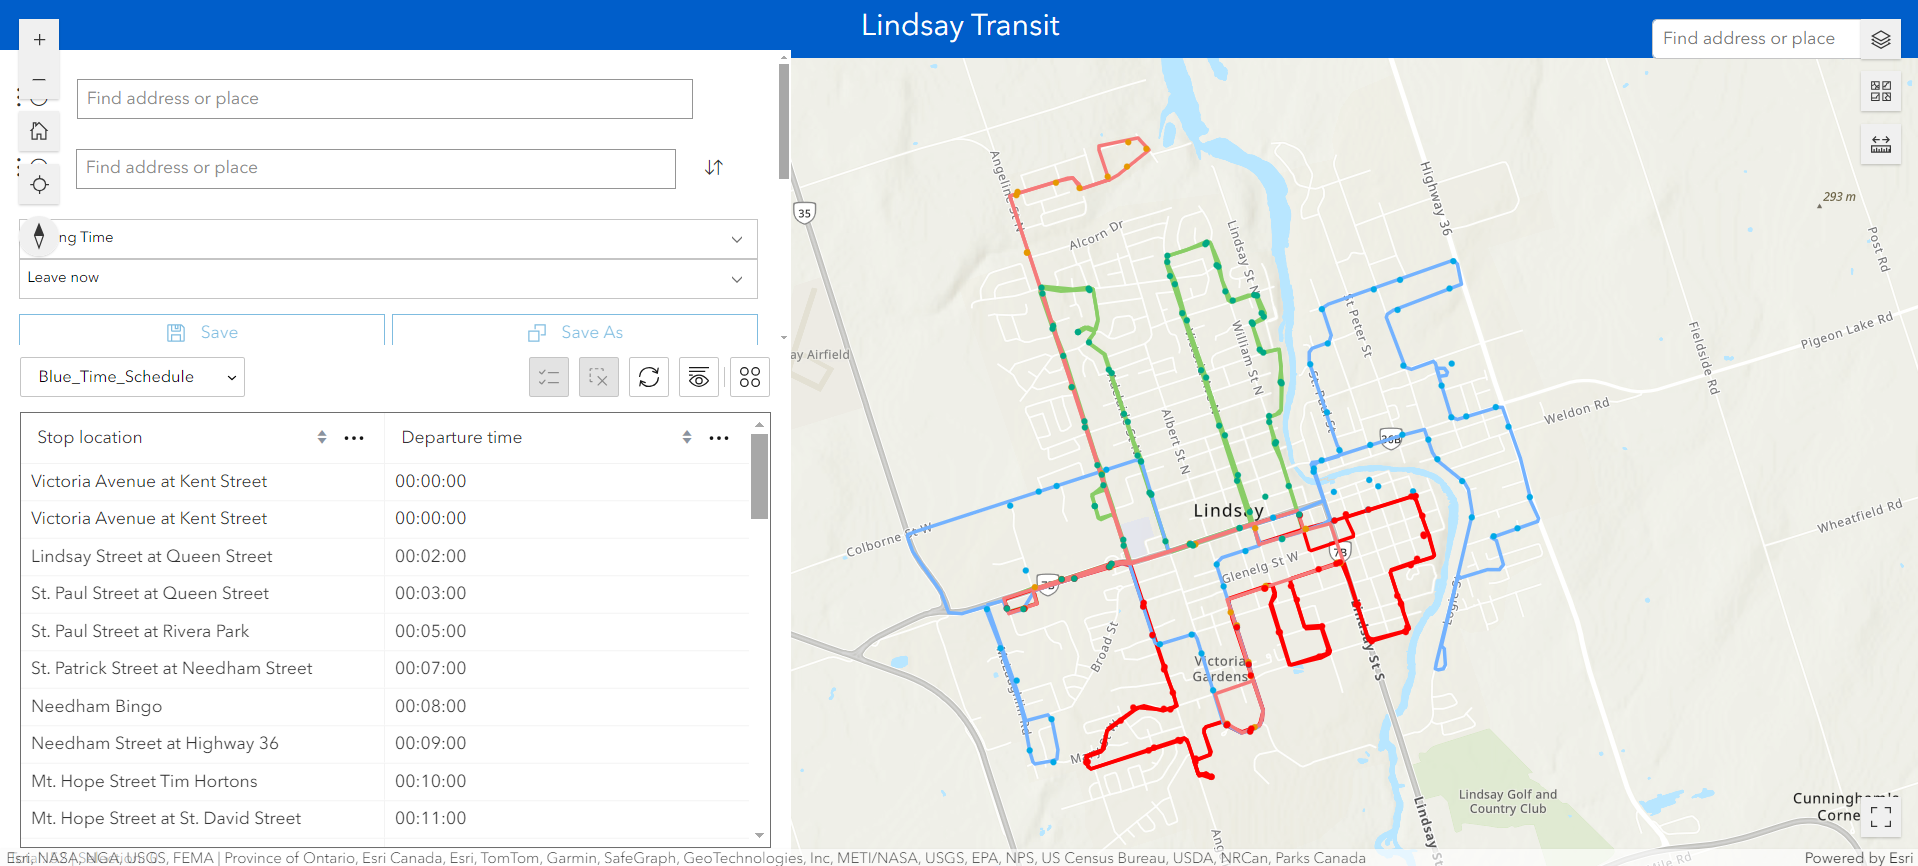 Lindsay Transit
Find address or place
Find address or place
Find address or place
ng Time
Leave now
Save
Save As
Blue_Time_Schedule
Stop location
Departure time
Victoria Avenue at Kent Street 00:00:00
Victoria Avenue at Kent Street 00:00:00
Lindsay Street at Queen Street 00:02:00
St. Paul Street at Queen Street 00:03:00
St. Paul Street at Rivera Park 00:05:00
St. Patrick Street at Needham Street 00:07:00
Needham Bingo 00:08:00
Needham Street at Highway 36 00:09:00
Mt. Hope Street Tim Hortons 00:10:00
Mt. Hope Street at St. David Street 00:11:00
35
Angeline St N
Alcorn Dr
Lindsay St N
Highway 36
293 m
Post Rd
St Peter St
Pigeon Lake Rd
Fieldside Rd
ay Airfield
William St N
St. Paul St
Albert St N
Weldon Rd
36B
Wheatfield Rd
Lindsay
Colborne St W
7B
Glenelg St W
Logie St
Lindsay St S
Broad St
Victoria
Gardens
McLaughlin Rd
Lindsay Golf and
Country Club
Cunningham's
Corne
Lindsay S
Esri, NASA, NGA, USGS, FEMA | Province of Ontario, Esri Canada, Esri, TomTom, Garmin, SafeGraph, GeoTechnologies, Inc, METI/NASA, USGS, EPA, NPS, US Census Bureau, USDA, NRCan, Parks Canada
Powered by Esri